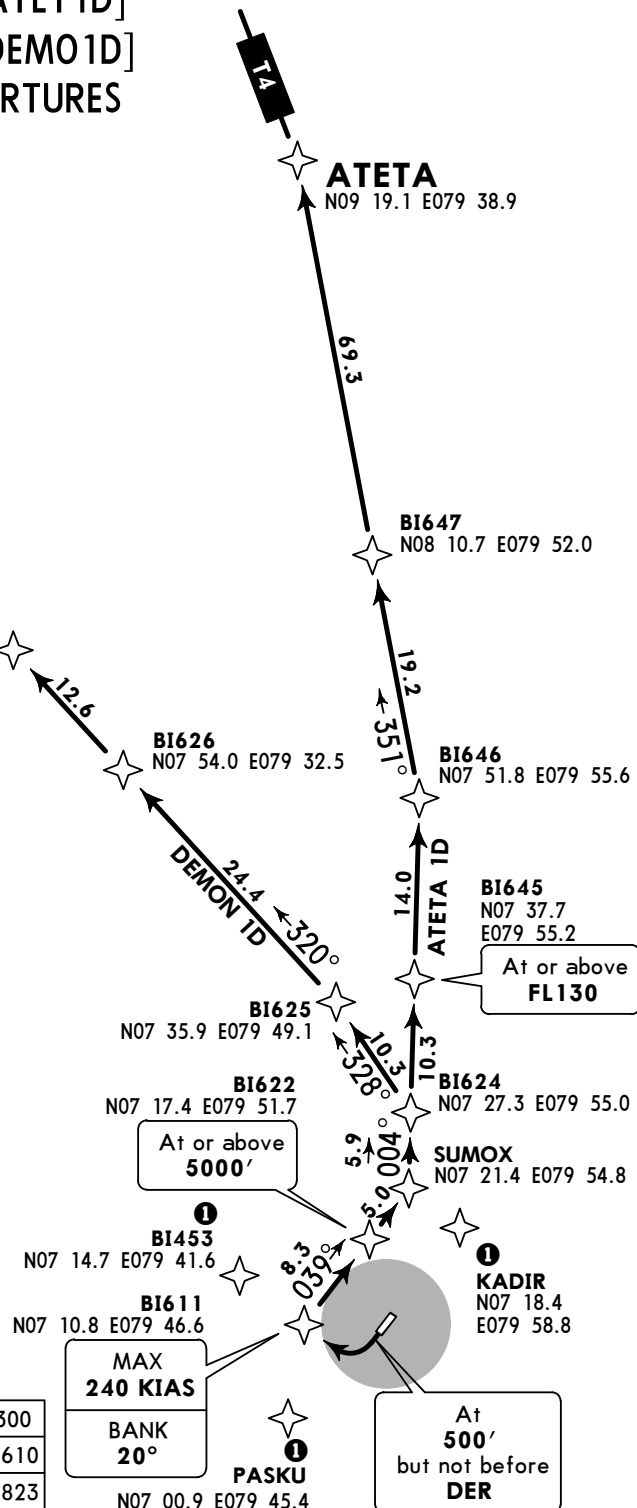 ATET1D]
DEMO1D]
RTURES
T4
ATETA
N09 19.1 E079 38.9
69.3
BI647
N08 10.7 E079 52.0
19.2
351°
12.6
BI626
N07 54.0 E079 32.5
BI646
N07 51.8 E079 55.6
24.4
DEMON 1D
320°
14.0
ATETA 1D
BI645
N07 37.7
E079 55.2
At or above
FL130
BI625
N07 35.9 E079 49.1
10.3
328°
10.3
BI622
N07 17.4 E079 51.7
BI624
N07 27.3 E079 55.0
At or above
5000'
5.9
004°
SUMOX
N07 21.4 E079 54.8
5.0
❶
BI453
N07 14.7 E079 41.6
8.3
039°
❶
KADIR
N07 18.4
E079 58.8
BI611
N07 10.8 E079 46.6
MAX
240 KIAS
BANK
20°
At
500'
but not before
DER
❶
PASKU
N07 00.9 E079 45.4
300
610
823